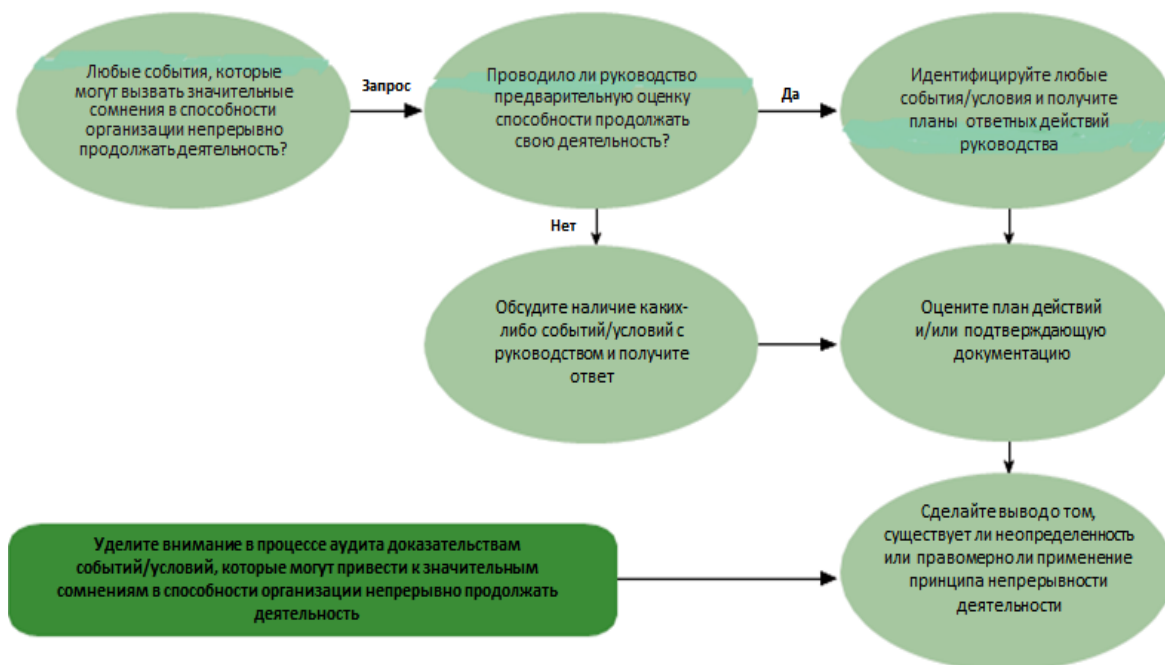 Любые события, которые
могут вызвать значительные
сомнения в способности
организации непрерывно
продолжать деятельность?
Запрос
Проводило ли руководство
предварительную оценку
способности продолжать
свою деятельность?
Да
Идентифицируйте любые
события/условия и получите
планы ответных действий
руководства
Нет
Обсудите наличие каких-
либо событий/условий с
руководством и получите
ответ
Оцените план действий
и/или подтверждающую
документацию
Уделите внимание в процессе аудита доказательствам
событий/условий, которые могут привести к значительным
сомнениям в способности организации непрерывно продолжать
деятельность
Сделайте вывод о том,
существует ли неопределенность
или правомерно ли применение
принципа непрерывности
деятельности